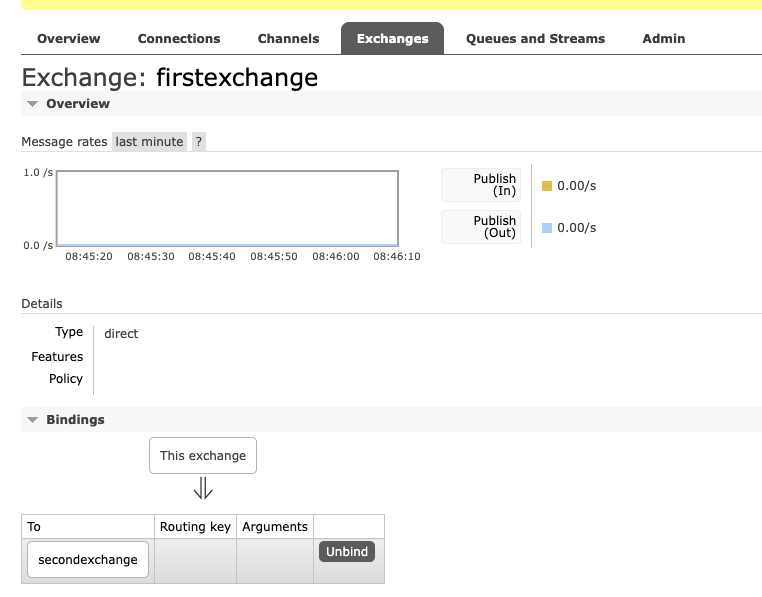 Overview Connections Channels Exchanges Queues and Streams Admin
Exchange: firstexchange
Overview
Message rates last minute ?
1.0 /s
0.0 /s
08:45:20 08:45:30 08:45:40 08:45:50 08:46:00 08:46:10
Publish
(In)
0.00/s
Publish
(Out)
0.00/s
Details
Type direct
Features
Policy
Bindings
This exchange
To Routing key Arguments
secondexchange Unbind